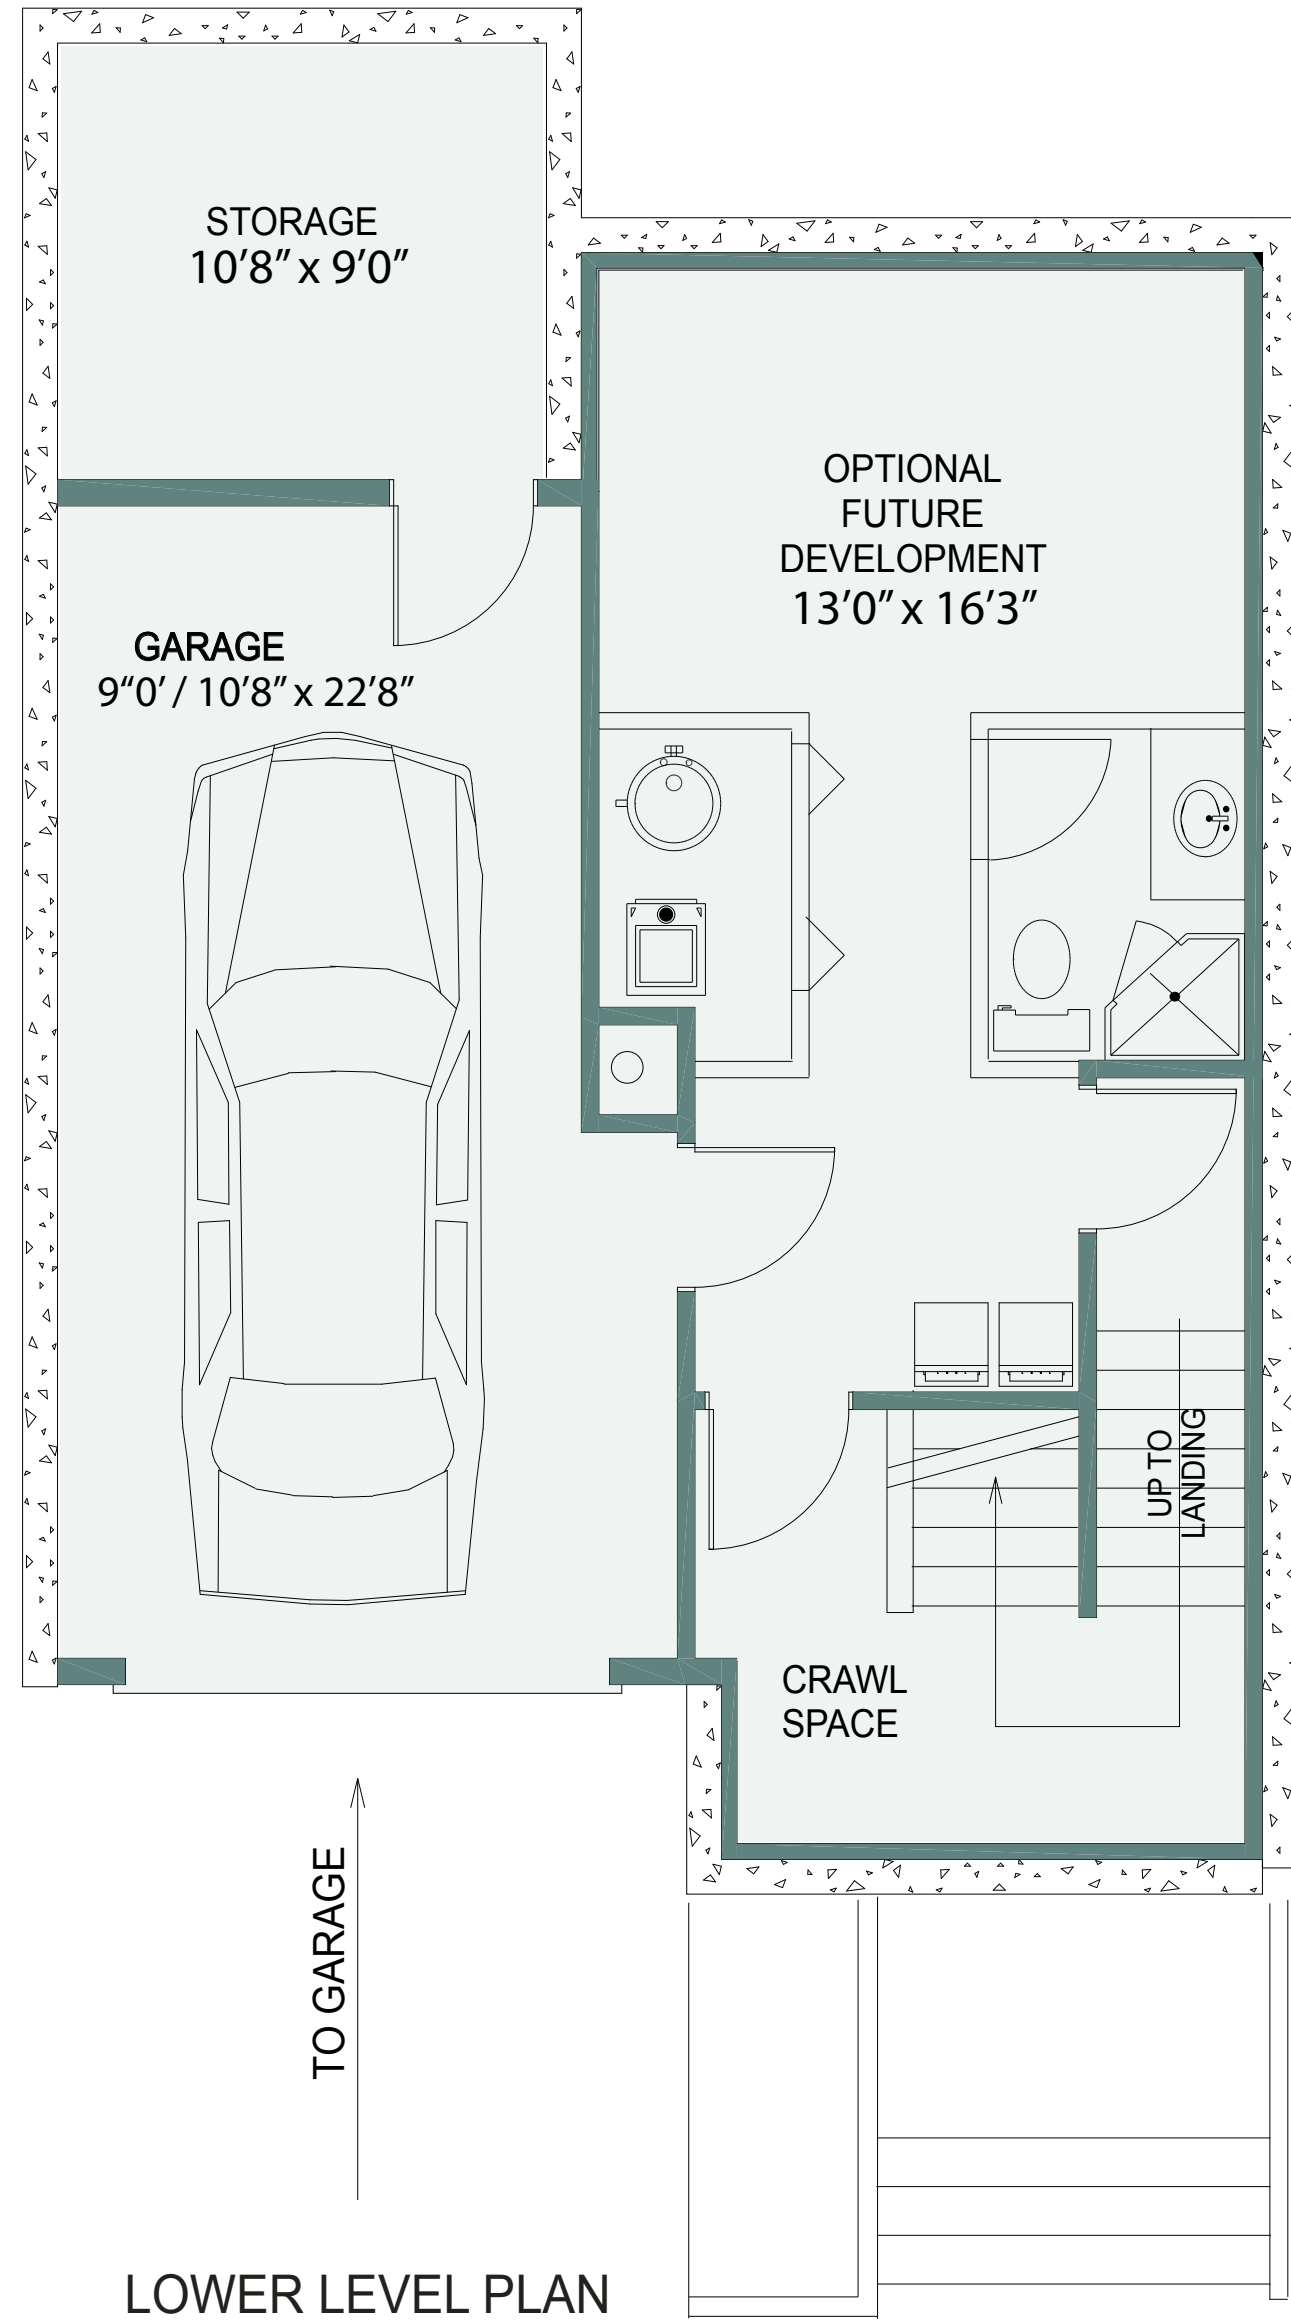 STORAGE
10’8” x 9’0”
OPTIONAL
FUTURE
DEVELOPMENT
13’0” x 16’3”
GARAGE
9“0’ / 10’8” x 22’8”
UP TO
LANDING
CRAWL
SPACE
TO GARAGE
LOWER LEVEL PLAN